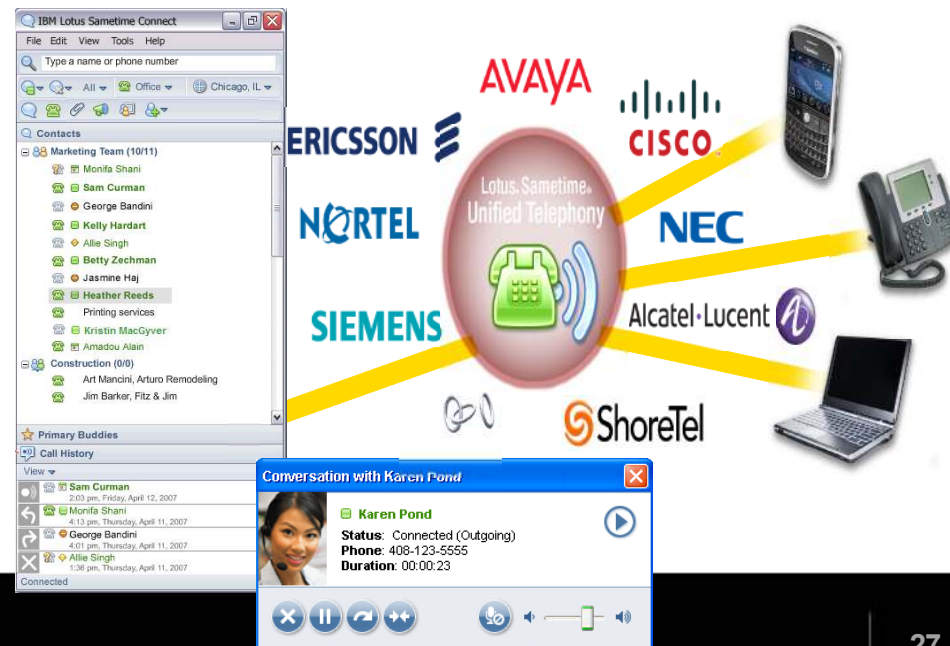 IBM Lotus Sametime Connect
File Edit View Tools Help
Type a name or phone number
All Office Chicago, IL
Contacts
Marketing Team (10/11)
Monifa Shani
Sam Curman
George Bandini
Kelly Hardart
Allie Singh
Betty Zechman
Jasmine Haj
Heather Reeds
Printing services
Kristin MacGyver
Amadou Alain
Construction (0/0)
Art Mancini, Arturo Remodeling
Jim Barker, Fitz & Jim
Primary Buddies
Call History
View
Sam Curman
2:03 pm, Friday, April 12, 2007
Monifa Shani
4:13 pm, Thursday, April 11, 2007
George Bandini
4:01 pm, Thursday, April 11, 2007
Allie Singh
1:36 pm, Thursday, April 11, 2007
Connected
AVAYA
CISCO
ERICSSON
Lotus. Sametime.
Unified Telephony
NORTEL
NEC
SIEMENS
Alcatel·Lucent
ShoreTel
Conversation with Karen Pond
Karen Pond
Status: Connected (Outgoing)
Phone: 408-123-5555
Duration: 00:00:23
27